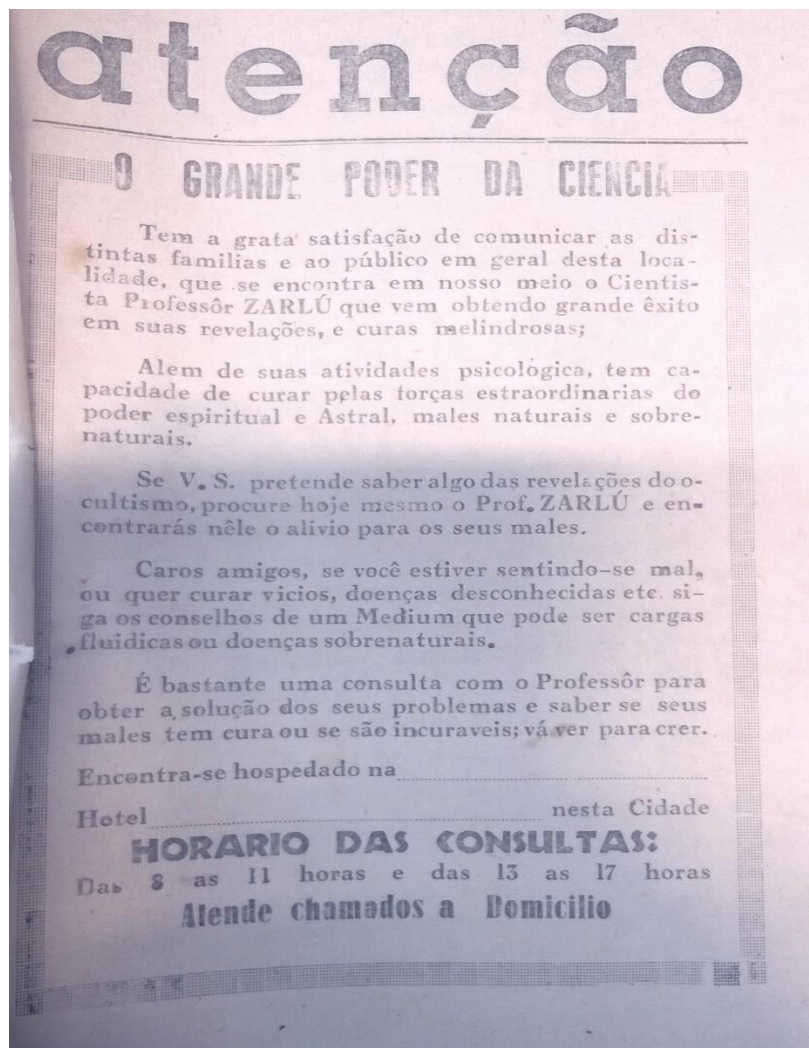 atenção
O GRANDE PODER DA CIENCIA
Tem a grata satisfação de comunicar as dis-
tintas familias e ao público em geral desta loca-
lidade, que se encontra em nosso meio o Cientis-
ta Professôr ZARLÚ que vem obtendo grande êxito
em suas revelações, e curas melindrosas;
Alem de suas atividades psicològica, tem ca-
pacidade de curar pelas forças estraordinarias do
poder espiritual e Astral, males naturais e sobre-
naturais.
Se V. S. pretende saber algo das revelações do o-
cultismo, procure hoje mesmo o Prof. ZARLÚ e en-
contrarás nêle o alivio para os seus males.
Caros amigos, se você estiver sentindo-se mal,
ou quer curar vicios, doenças desconhecidas etc. si-
ga os conselhos de um Medium que pode ser cargas
fluidicas ou doenças sobrenaturais.
É bastante uma consulta com o Professôr para
obter a solução dos seus problemas e saber se seus
males tem cura ou se são incuraveis; vá ver para crer.
Encontra-se hospedado na
Hotel nesta Cidade
HORARIO DAS CONSULTAS:
Das 8 as 11 horas e das 13 as 17 horas
Atende chamados a Domicilio